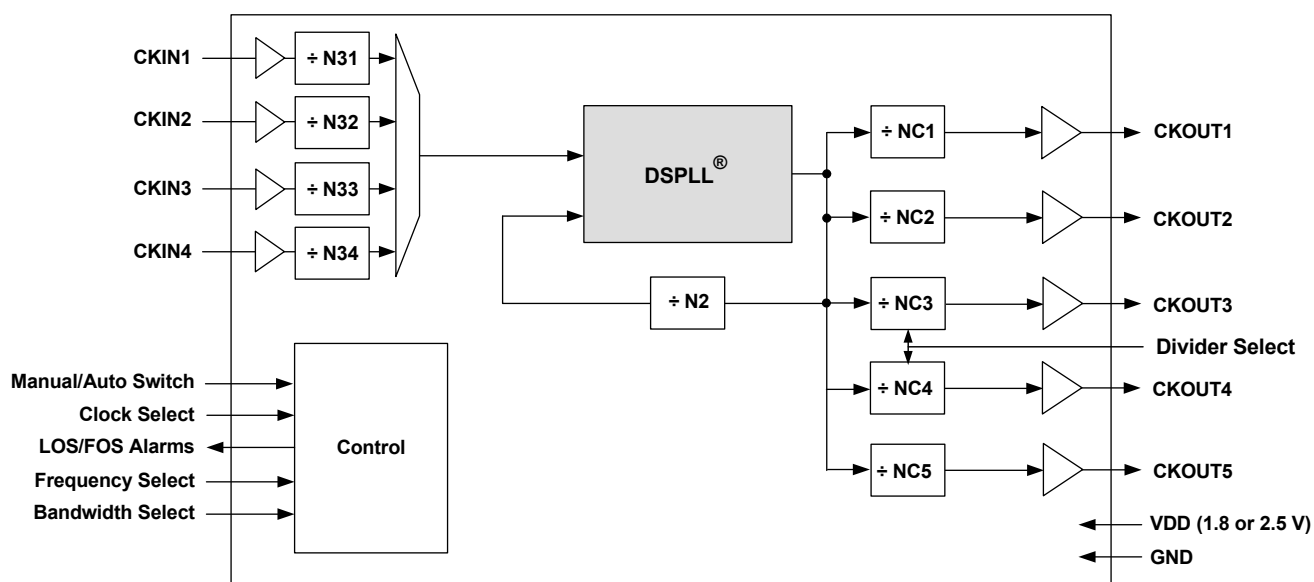 CKIN1
÷ N31
CKIN2
÷ N32
CKIN3
÷ N33
CKIN4
÷ N34
DSPLL®
÷ N2
÷ NC1
CKOUT1
÷ NC2
CKOUT2
÷ NC3
CKOUT3
Divider Select
÷ NC4
CKOUT4
÷ NC5
CKOUT5
Manual/Auto Switch
Clock Select
LOS/FOS Alarms
Frequency Select
Bandwidth Select
Control
VDD (1.8 or 2.5 V)
GND